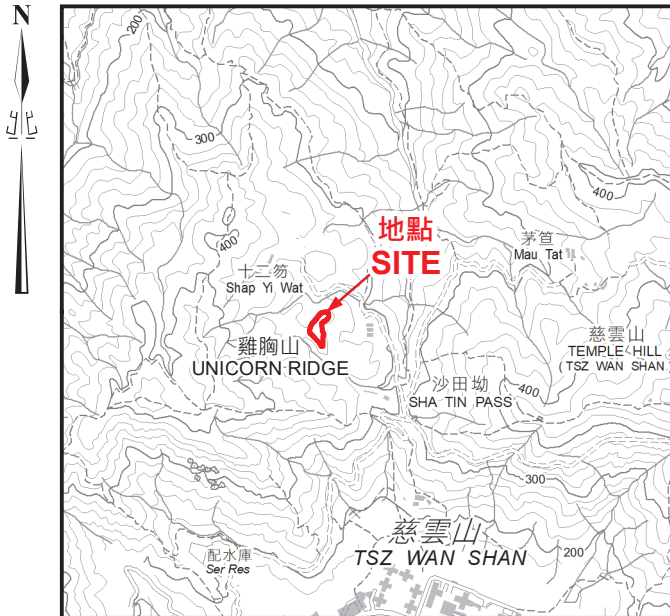 N
200
300
400
400
地點
SITE
茅笪
Mau Tat
十二笏
Shap Yi Wat
雞胸山
UNICORN RIDGE
慈雲山
TEMPLE HILL
( TSZ WAN SHAN )
沙田坳
SHA TIN PASS
400
300
慈雲山
TSZ WAN SHAN
200
配水庫
Ser Res